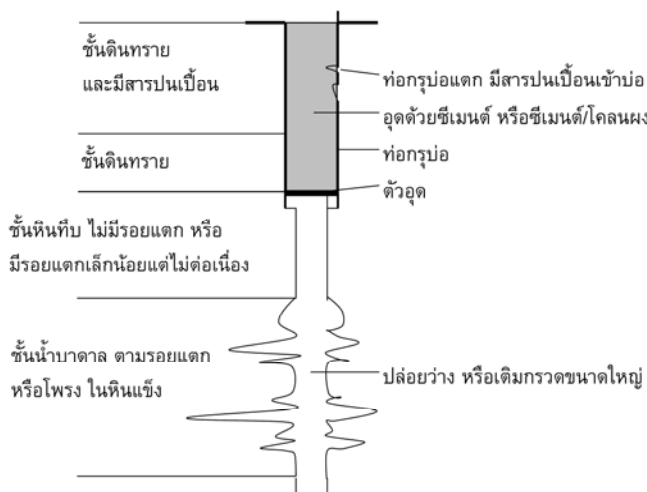 ชั้นดินทราย
และมีสารปนเปื้อน
ชั้นดินทราย
ชั้นหินทึบ ไม่มีรอยแตก หรือ
มีรอยแตกเล็กน้อยแต่ไม่ต่อเนื่อง
ชั้นน้ำบาดาล ตามรอยแตก
หรือโพรง ในหินแข็ง
ท่อกรุบ่อแตก มีสารปนเปื้อนเข้าบ่อ
อุดด้วยซีเมนต์ หรือซีเมนต์/โคลนผง
ท่อกรุบ่อ
ตัวอุด
ปล่อยว่าง หรือเติมกรวดขนาดใหญ่